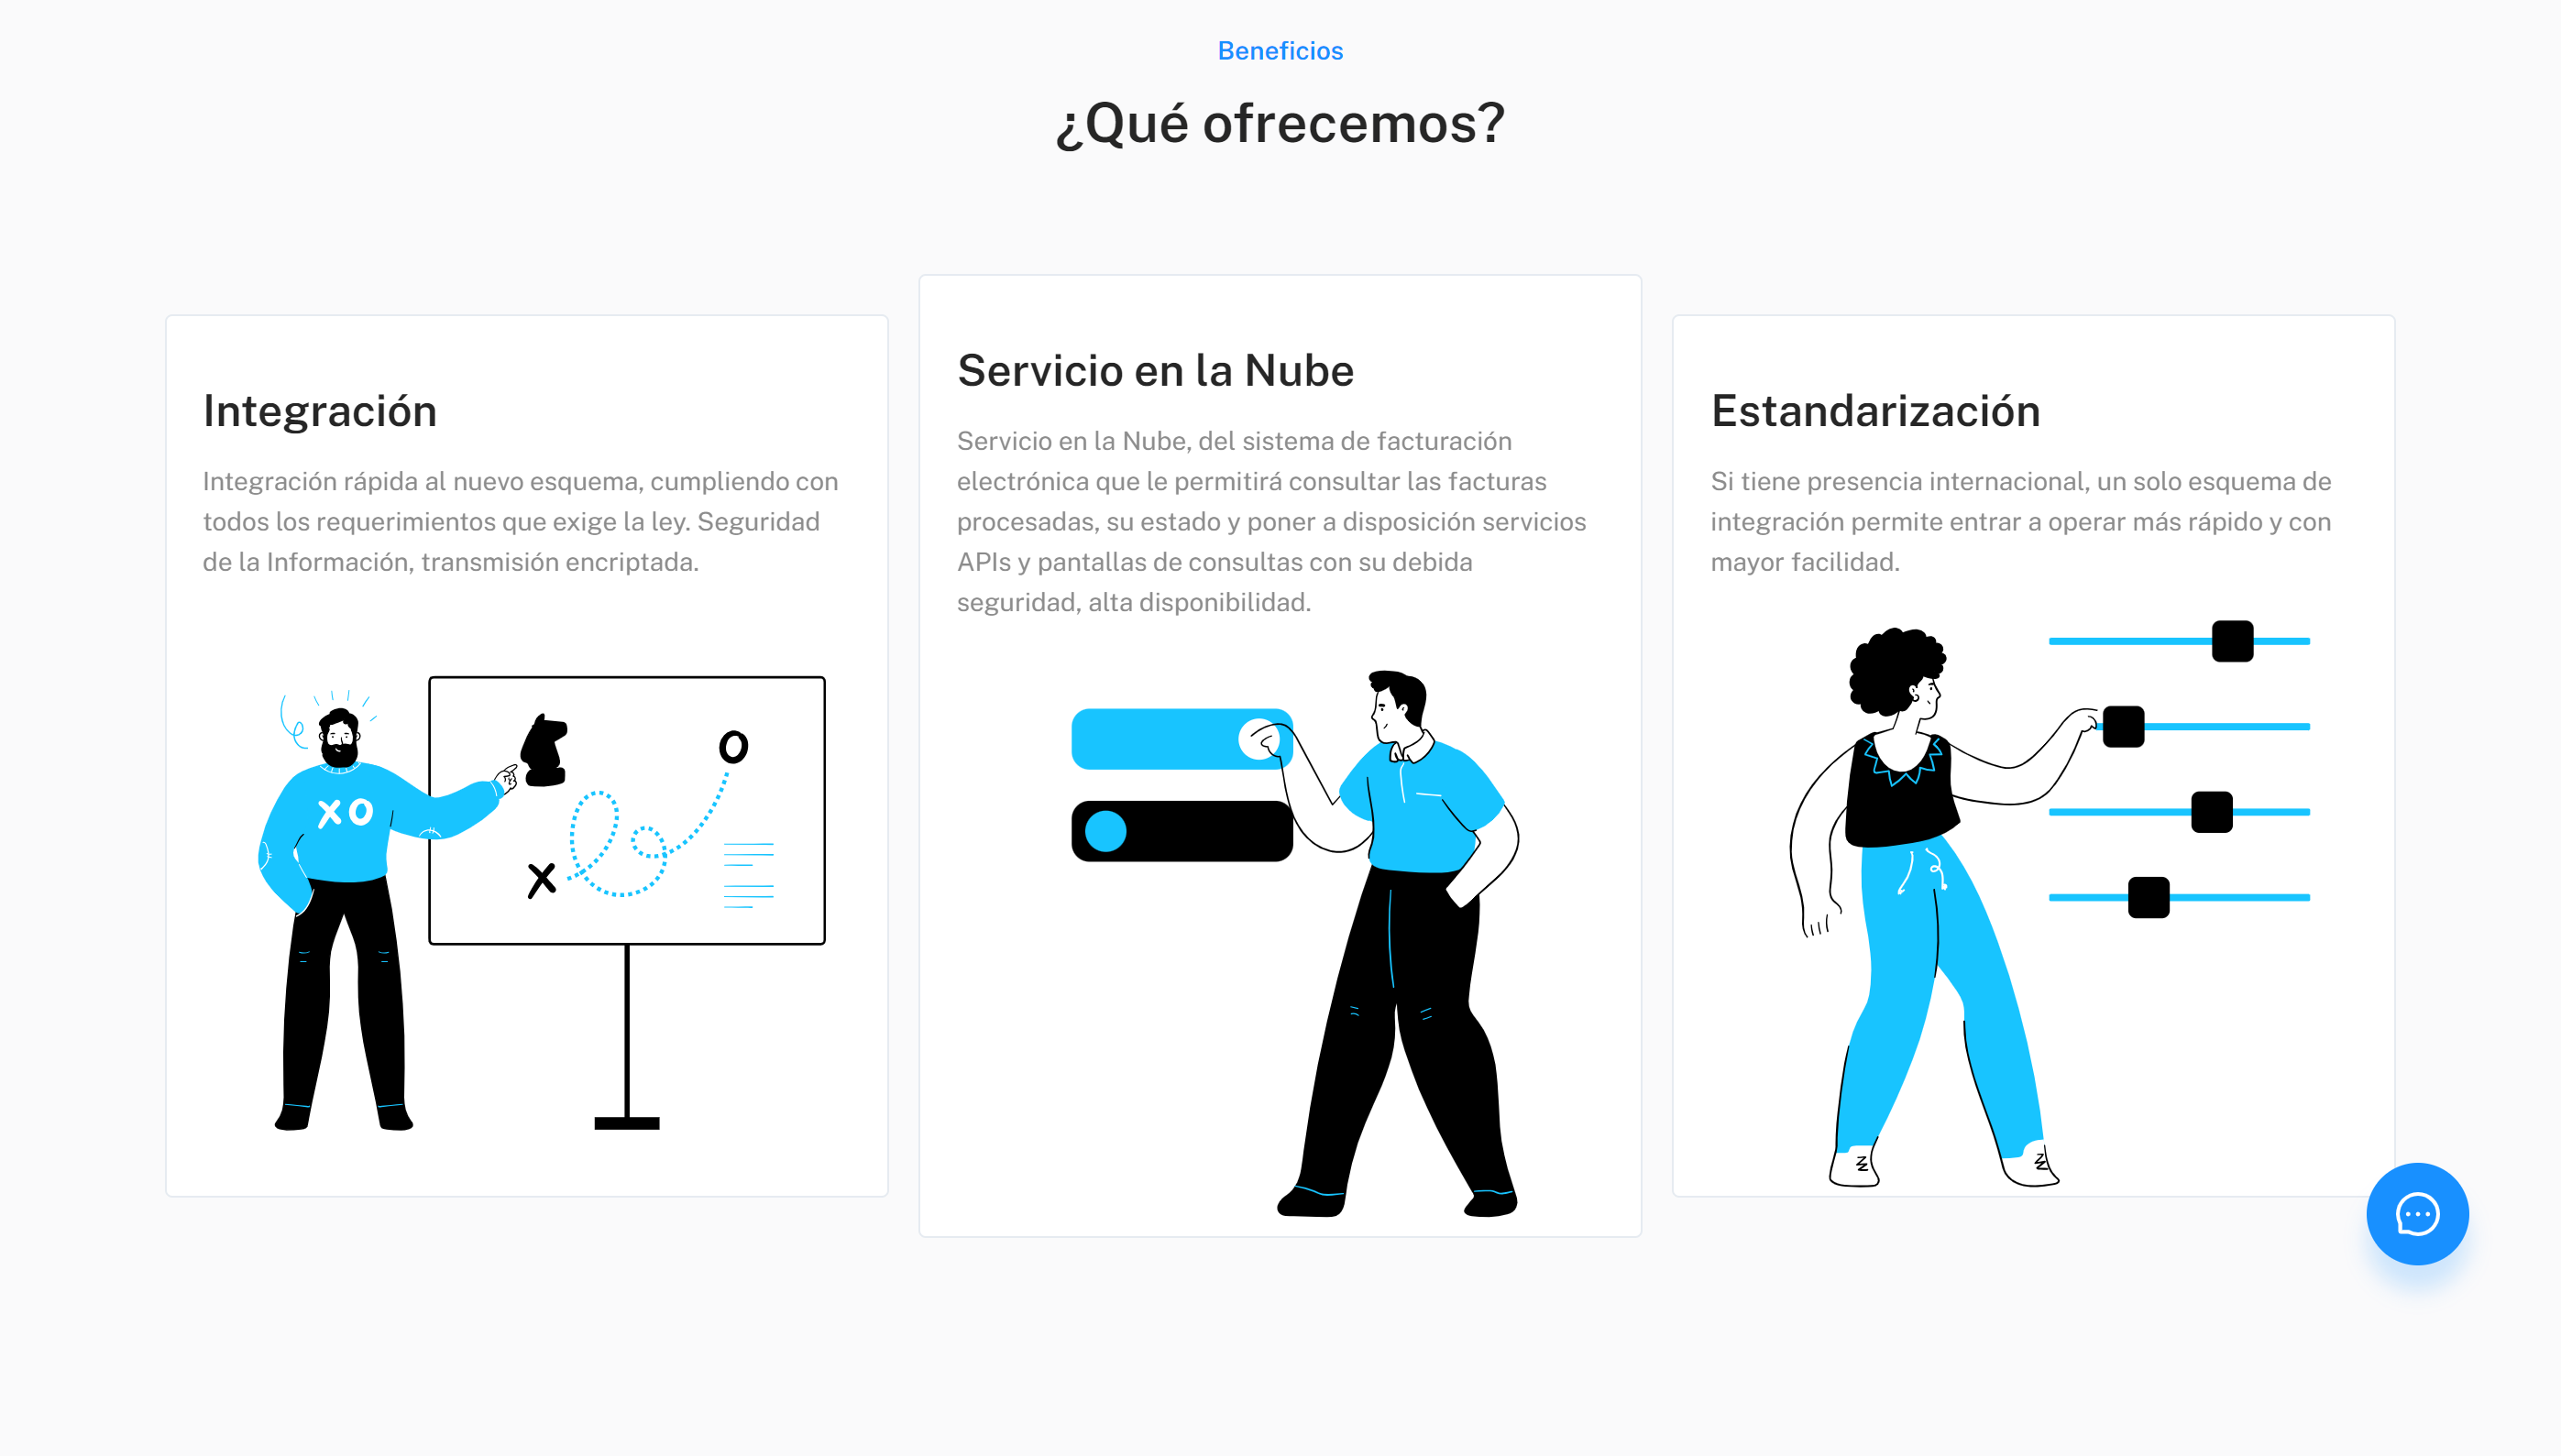 Beneficios
¿Qué ofrecemos?
Integración
Integración rápida al nuevo esquema, cumpliendo con
todos los requerimientos que exige la ley. Seguridad
de la Información, transmisión encriptada.
XO
O
X
Servicio en la Nube
Servicio en la Nube, del sistema de facturación
electrónica que le permitirá consultar las facturas
procesadas, su estado y poner a disposición servicios
APIs y pantallas de consultas con su debida
seguridad, alta disponibilidad.
Estandarización
Si tiene presencia internacional, un solo esquema de
integración permite entrar a operar más rápido y con
mayor facilidad.